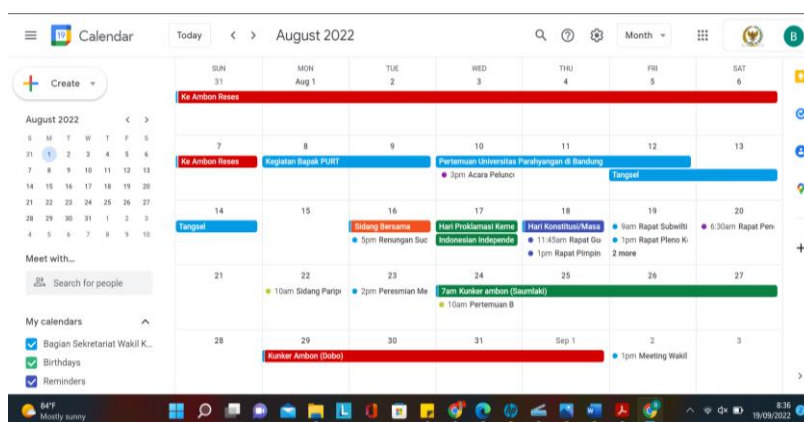 Calendar
Today
August 2022
Month
B
Create
August 2022
S M T W T F S
31 1 2 3 4 5 6
7 8 9 10 11 12 13
14 15 16 17 18 19 20
21 22 23 24 25 26 27
28 29 30 31 1 2 3
4 5 6 7 8 9 10
Meet with...
Search for people
My calendars
Bagian Sekretariat Wakil K...
Birthdays
Reminders
SUN MON TUE WED THU FRI SAT
31 Aug 1 2 3 4 5 6
Ke Ambon Reses
7 8 9 10 11 12 13
Ke Ambon Reses Kegiatan Bapak PURT Pertemuan Universitas Parahyangan di Bandung
3pm Acara Pelunc Tangsel
14 15 16 17 18 19 20
Tangsel Sidang Bersama Hari Proklamasi Keme Hari Konstitusi/Masa 9am Rapat Subwilti 6:30am Rapat Pen
5pm Renungan Suc Indonesian Independe 11:45am Rapat Gu 1pm Rapat Pleno K
1pm Rapat Pimpin 2 more
21 22 23 24 25 26 27
10am Sidang Parip 2pm Peresmian Me 7am Kunker ambon (Saumlaki)
10am Pertemuan B
28 29 30 31 Sep 1 2 3
Kunker Ambon (Dobo) 1pm Meeting Wakil
84°F
Mostly sunny
8:36
19/09/2022